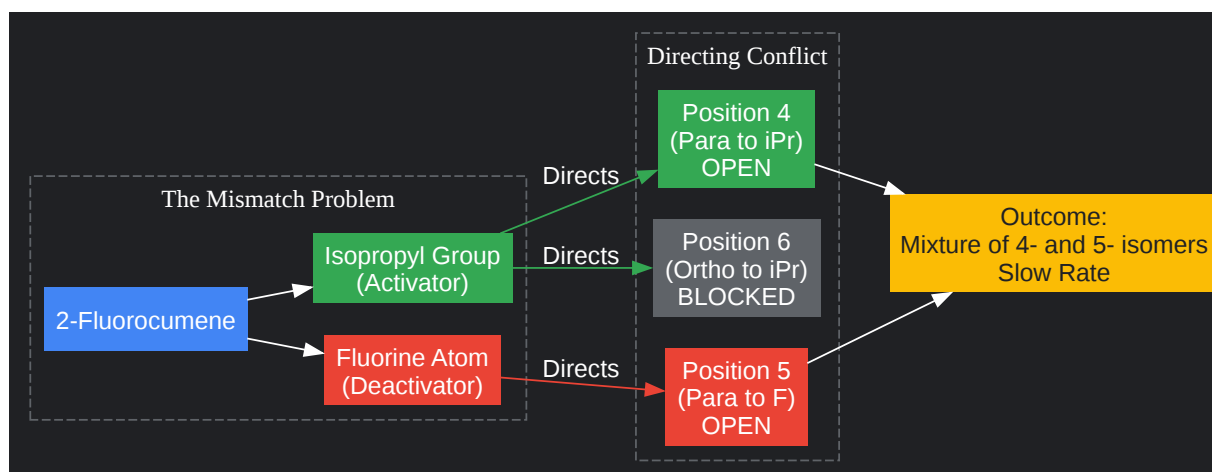 The Mismatch Problem
2-Fluorocumene
Isopropyl Group
(Activator)
Fluorine Atom
(Deactivator)
Directs
Directs
Directs
Directing Conflict
Position 4
(Para to iPr)
OPEN
Position 6
(Ortho to iPr)
BLOCKED
Position 5
(Para to F)
OPEN
Outcome:
Mixture of 4- and 5- isomers
Slow Rate